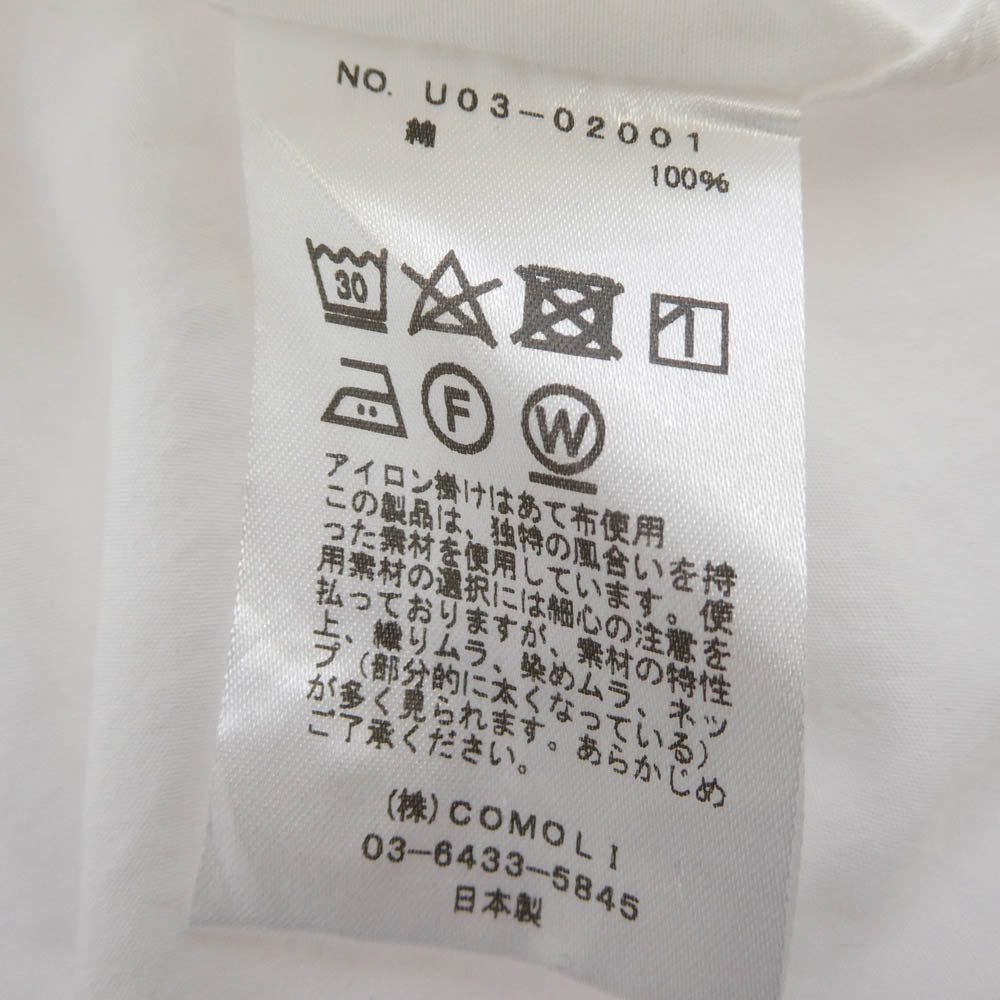 NO. U03-02001
綿 100%
30
F W
アイロン掛けはあて布使用
この製品は、独特の風合いを持
った素材を使用しています。使
用素材の選択には細心の注意を
払っておりますが、素材の特性
上、織りムラ、染めムラ、ネッ
プ(部分的に太くなっている)
が多く見られます。あらかじめ
ご了承ください。
(株)COMOLI
03-6433-5845
日本製